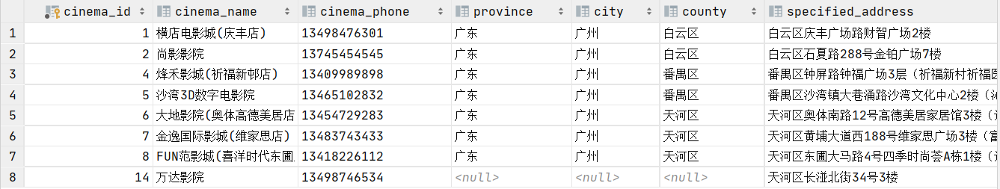 cinema_id cinema_name cinema_phone province city county specified_address
1 1 横店电影城(庆丰店) 13498476301 广东 广州 白云区 白云区庆丰广场路财智广场2楼
2 2 尚影影院 13745454545 广东 广州 白云区 白云区石夏路288号金铂广场7楼
3 4 烽禾影城(祈福新邨店) 13409989898 广东 广州 番禺区 番禺区钟屏路钟福广场3层（祈福新村祈福
4 5 沙湾3D数字电影院 13465102832 广东 广州 番禺区 番禺区沙湾镇大巷涌路沙湾文化中心2楼（
5 6 大地影院(奥体高德美居店 13454729283 广东 广州 天河区 天河区奥体南路12号高德美居家居馆3楼（
6 7 金逸国际影城(维家思店) 13483743433 广东 广州 天河区 天河区黄埔大道西188号维家思广场3楼（富
7 8 FUN范影城(喜洋时代东圃 13418226112 广东 广州 天河区 天河区东圃大马路4号四季时尚荟A栋1楼（
8 14 万达影院 13498746534 <null> <null> <null> 天河区长湴北街34号3楼